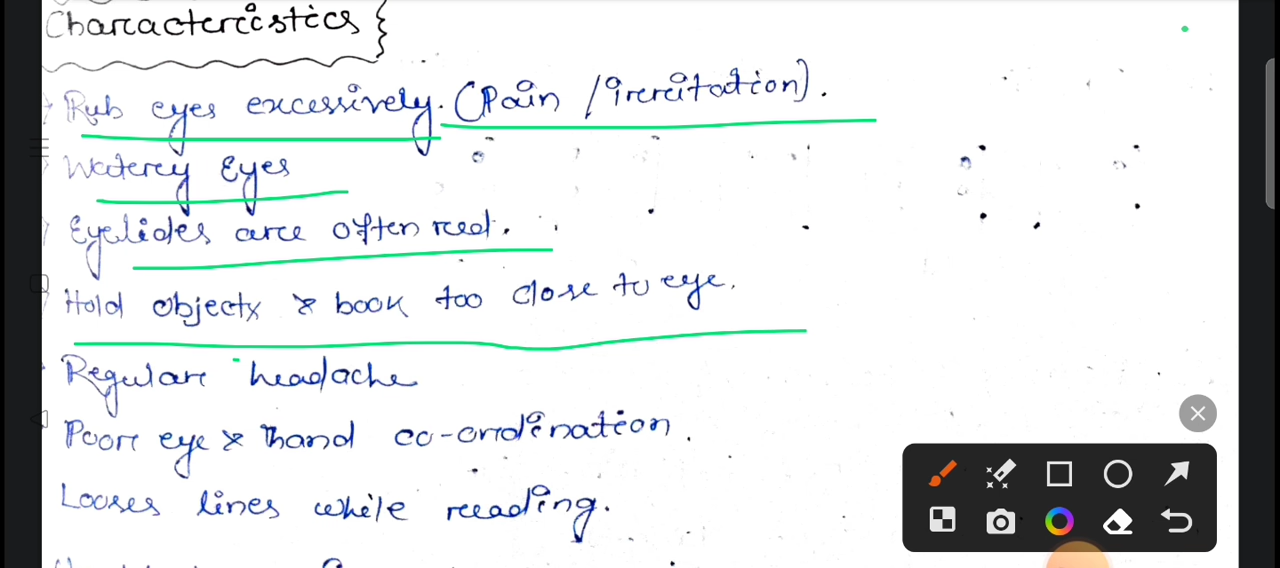 Characteristics }
Rub eyes excessively. (Pain / irritation).
Watery Eyes
Eyelides are often red.
Hold objects & book too close to eye.
Regular headache
Poor eye & hand co-ordination.
Looses lines while reading.